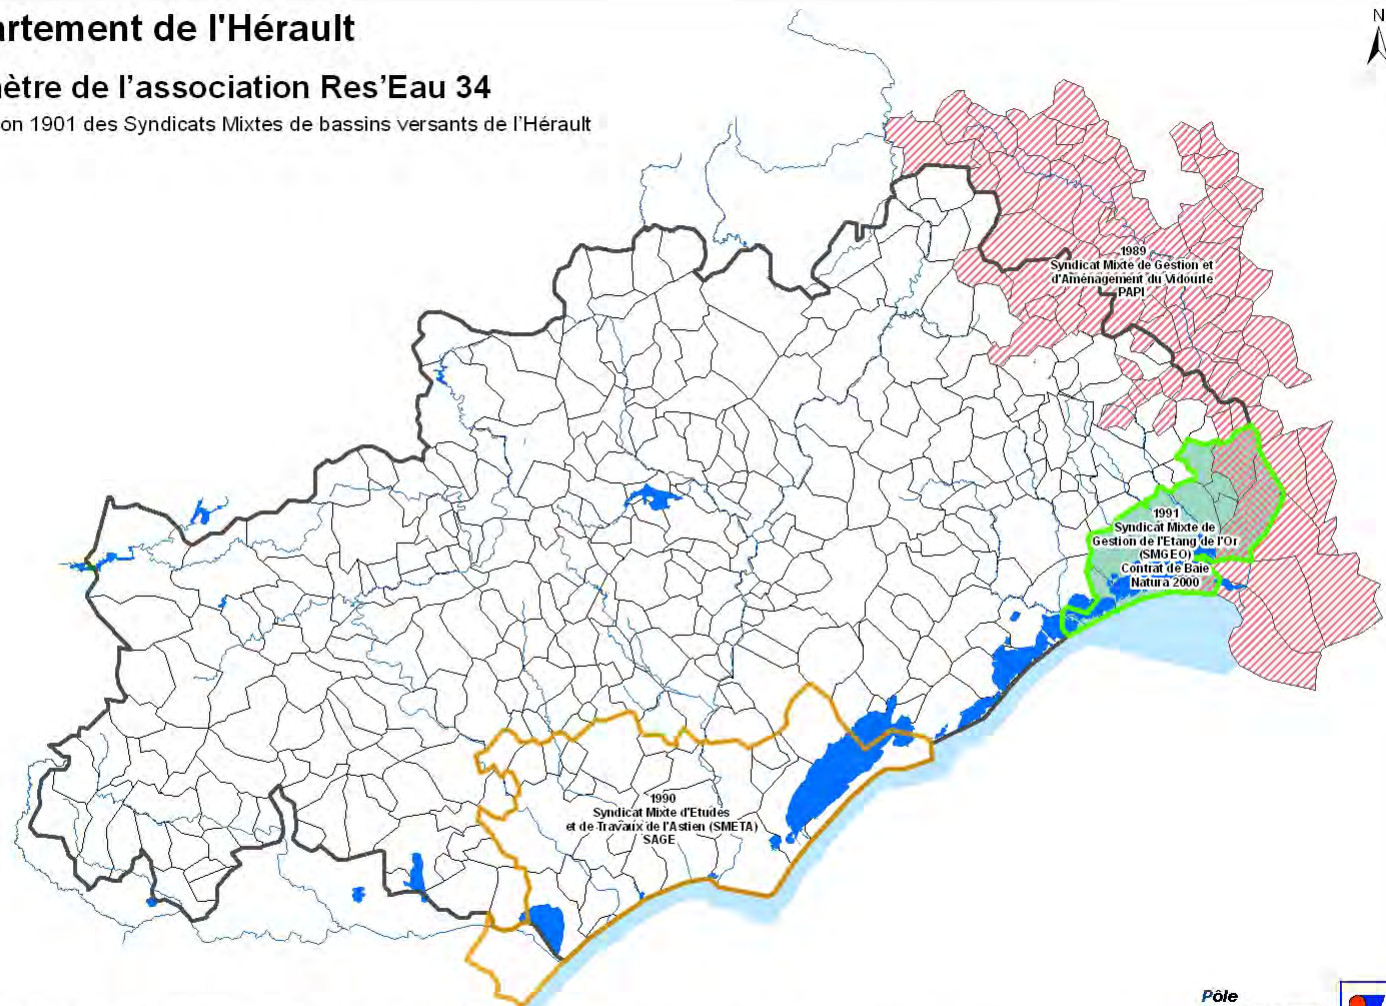 artement de l'Hérault
ètre de l'association Res'Eau 34
on 1901 des Syndicats Mixtes de bassins versants de l'Hérault
N
1989
Syndicat Mixte de Gestion et
d'Aménagement du Vidourle
PAPI
1991
Syndicat Mixte de
Gestion de l'Etang de l'Or
(SMGEO)
Contrat de Baie
Natura 2000
1990
Syndicat Mixte d'Etudes
et de Travaux de l'Astien (SMETA)
SAGE
Pôle